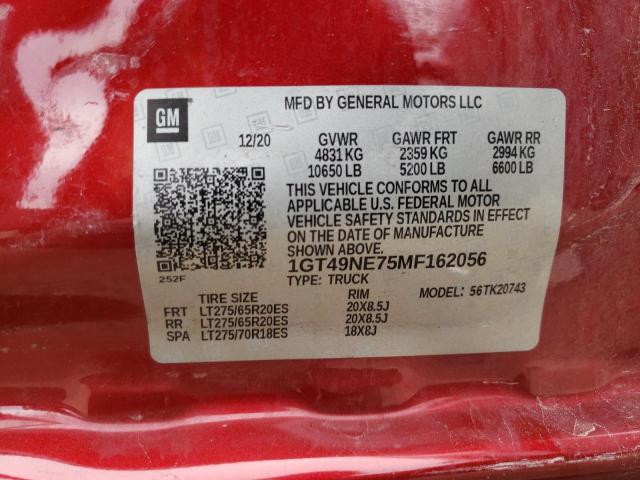 GM
MFD BY GENERAL MOTORS LLC
12/20 GVWR GAWR FRT GAWR RR
4831 KG 2359 KG 2994 KG
10650 LB 5200 LB 6600 LB
THIS VEHICLE CONFORMS TO ALL
APPLICABLE U.S. FEDERAL MOTOR
VEHICLE SAFETY STANDARDS IN EFFECT
ON THE DATE OF MANUFACTURE
SHOWN ABOVE.
1GT49NE75MF162056
252F
TYPE: TRUCK
MODEL: 56TK20743
TIRE SIZE RIM
FRT LT275/65R20ES 20X8.5J
RR LT275/65R20ES 20X8.5J
SPA LT275/70R18ES 18X8J